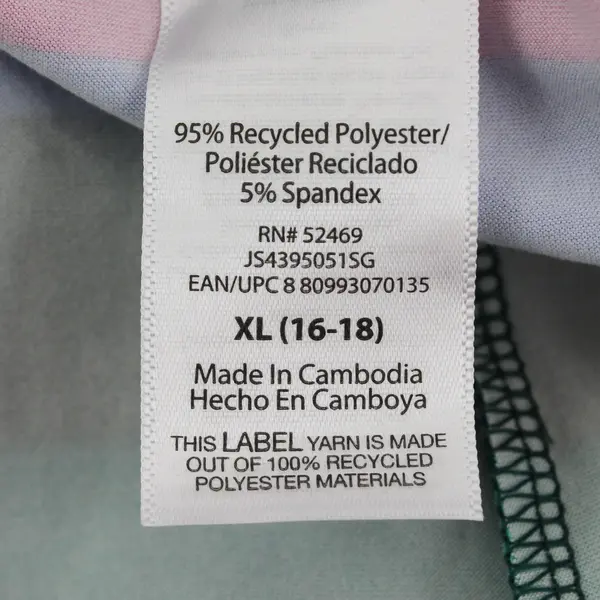 95% Recycled Polyester/
Poliéster Reciclado
5% Spandex
RN# 52469
JS4395051SG
EAN/UPC 8 80993070135
XL (16-18)
Made In Cambodia
Hecho En Camboya
THIS LABEL YARN IS MADE
OUT OF 100% RECYCLED
POLYESTER MATERIALS